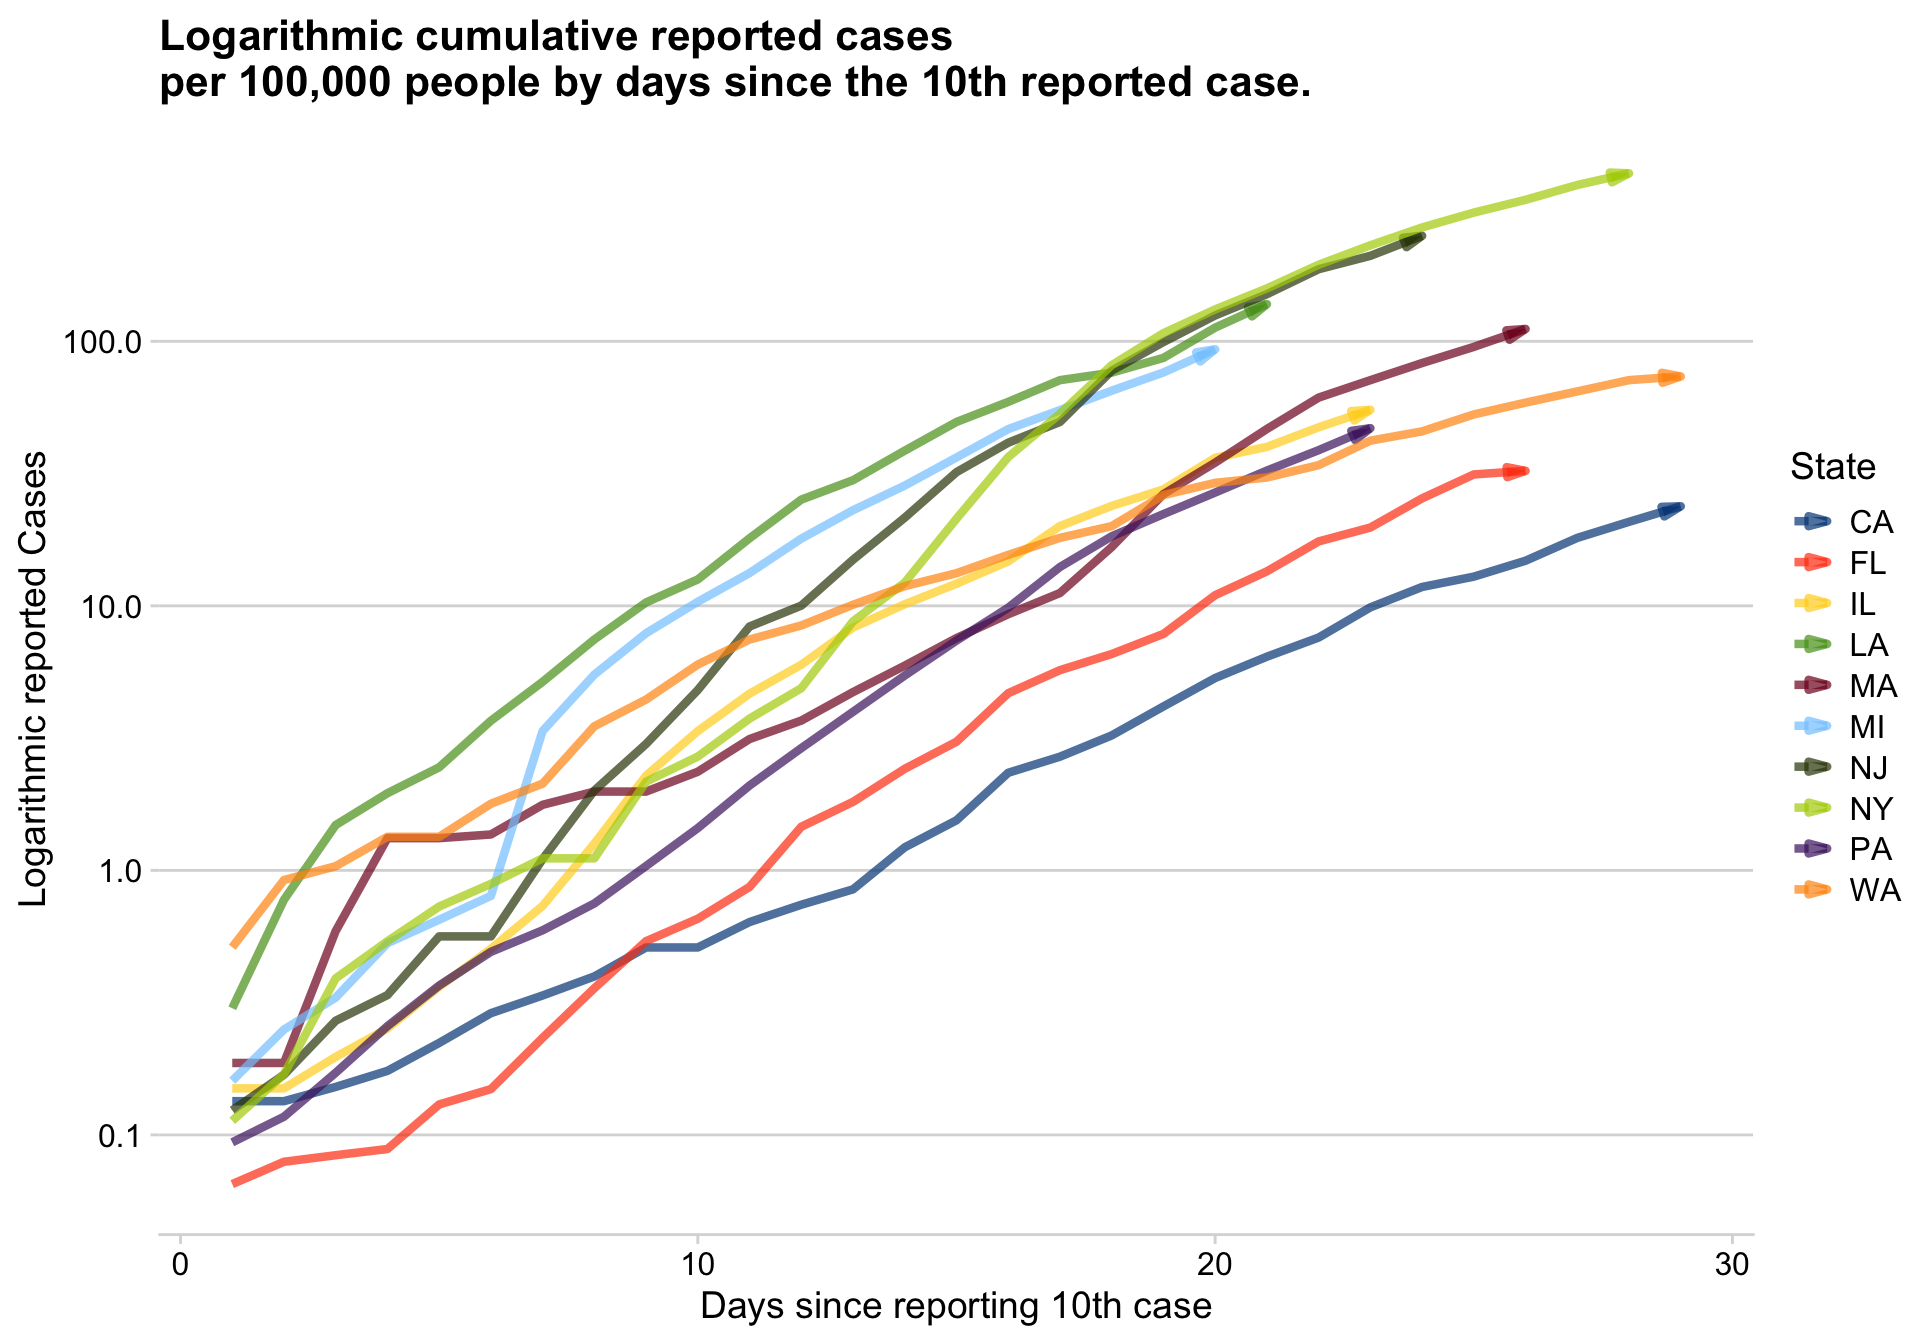 Logarithmic cumulative reported cases
per 100,000 people by days since the 10th reported case.
Logarithmic reported Cases
100.0
10.0
1.0
0.1
0
10
20
30
Days since reporting 10th case
State
CA
FL
IL
LA
MA
MI
NJ
NY
PA
WA